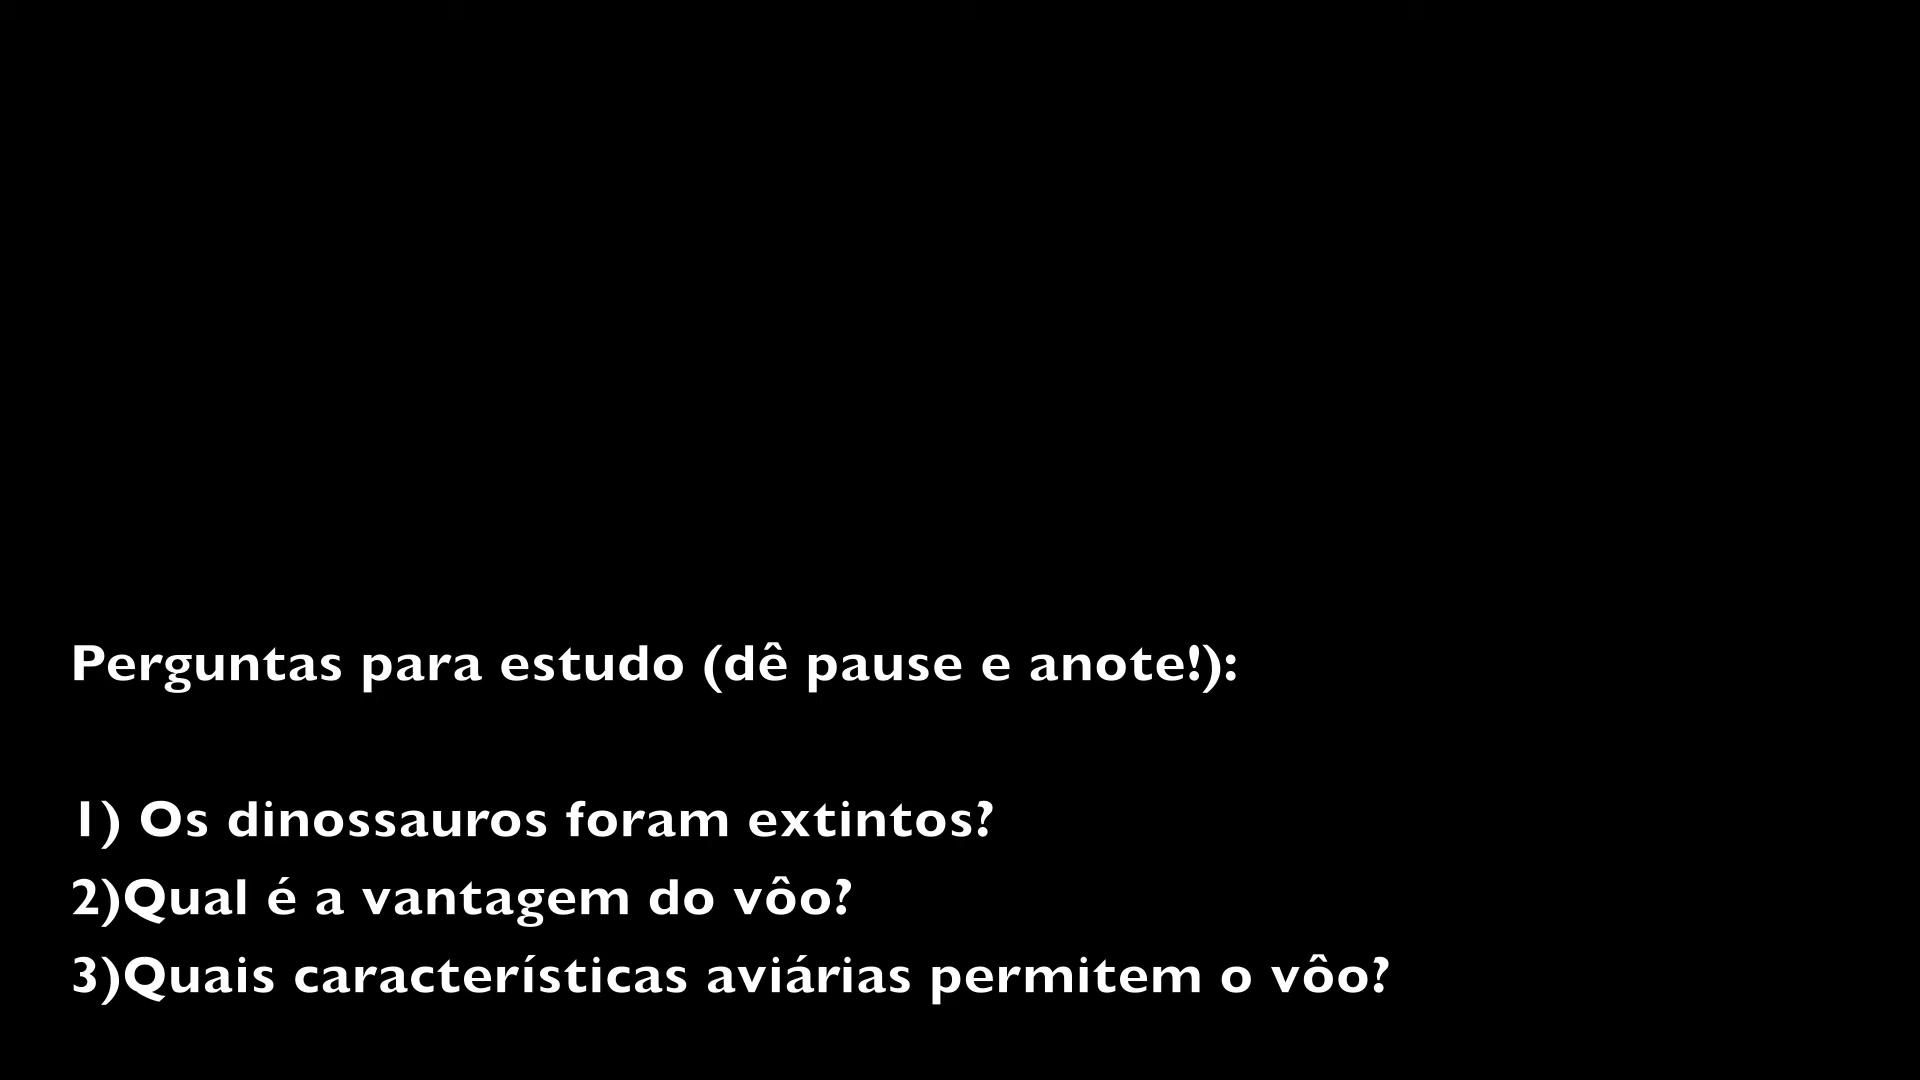 Perguntas para estudo (dê pause e anote!):
1) Os dinossauros foram extintos?
2)Qual é a vantagem do vôo?
3)Quais características aviárias permitem o vôo?